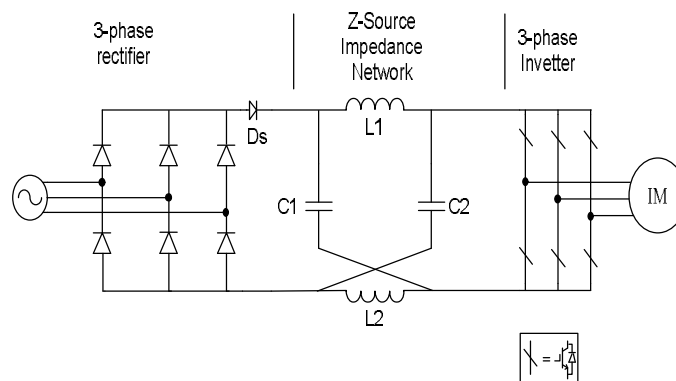 3-phase
rectifier
Z-Source
Impedance
Network
3-phase
Invetter
Ds
L1
C1
C2
IM
L2
=